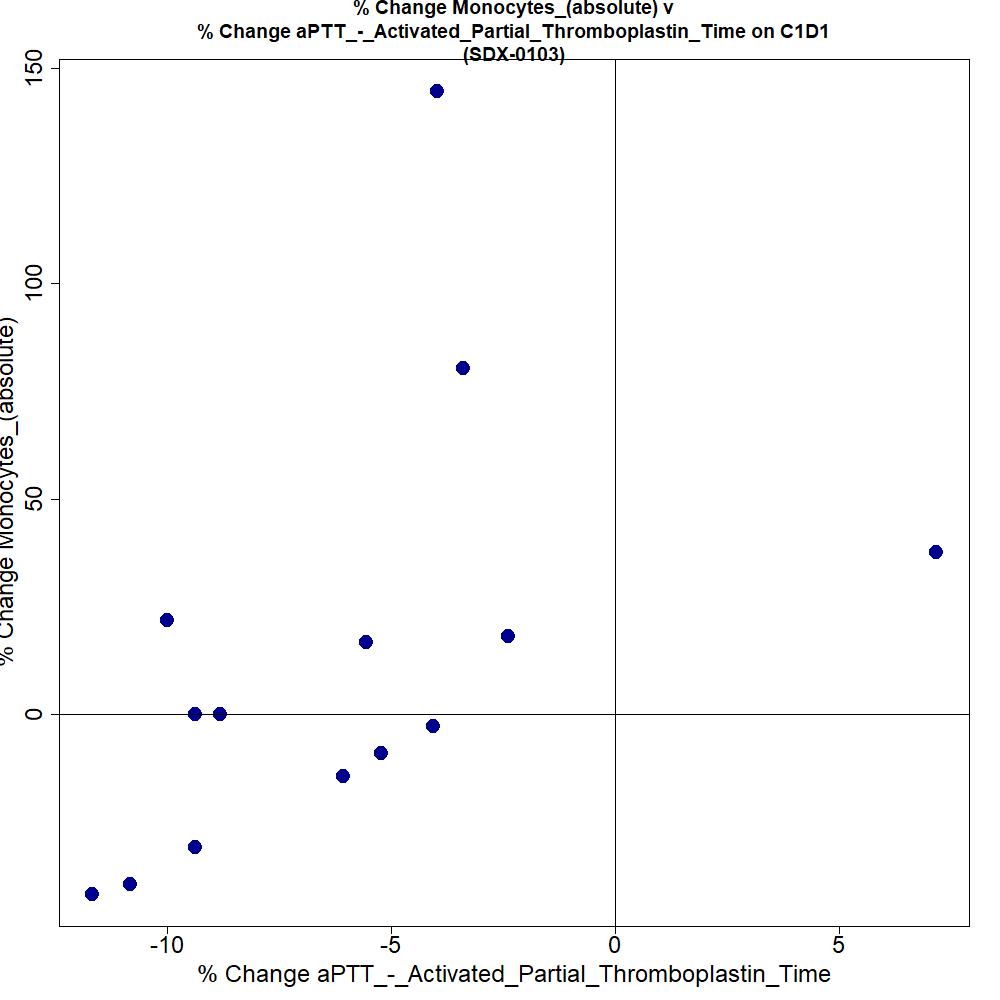 % Change Monocytes_(absolute) v
% Change aPTT_-_Activated_Partial_Thromboplastin_Time on C1D1
(SDX-0103)
% Change Monocytes_(absolute)
150
100
50
0
-10
-5
0
5
% Change aPTT_-_Activated_Partial_Thromboplastin_Time